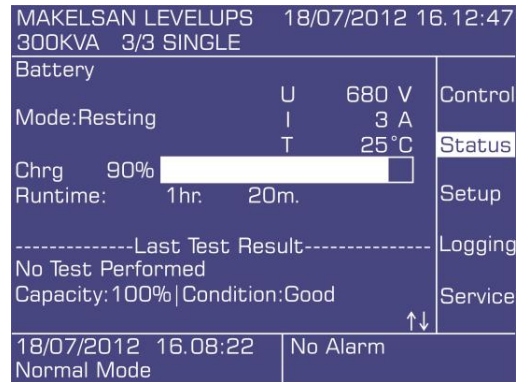 MAKELSAN LEVELUPS 18/07/2012 16.12:47
300KVA 3/3 SINGLE
Battery
U 680 V
Mode:Resting
I 3 A
T 25°C
Chrg 90%
Runtime: 1hr. 20m.
--------------Last Test Result---------------
No Test Performed
Capacity:100%|Condition:Good
↑↓
Control
Status
Setup
Logging
Service
18/07/2012 16.08:22
Normal Mode
No Alarm